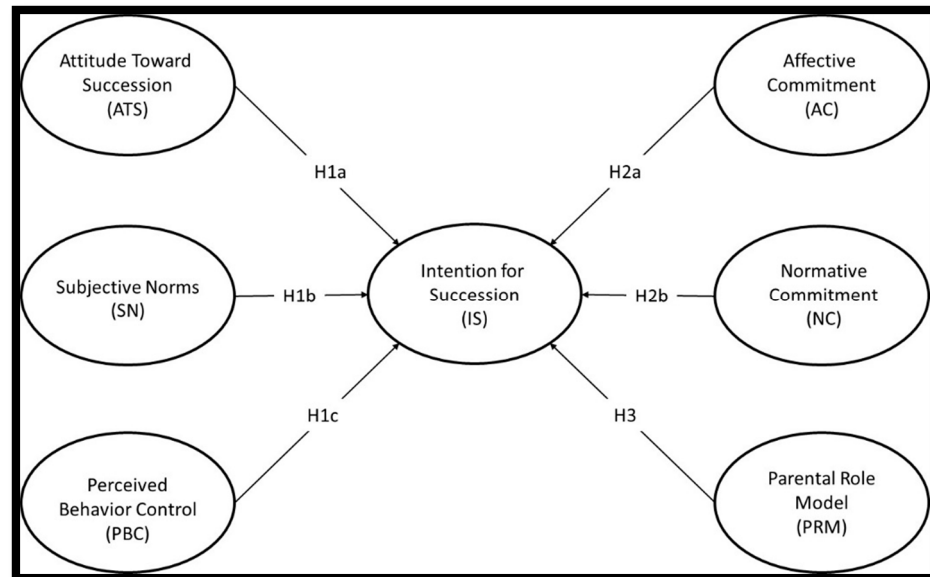 Attitude Toward
Succession
(ATS)
Affective
Commitment
(AC)
H1a
H2a
Subjective Norms
(SN)
H1b
Intention for
Succession
(IS)
H2b
Normative
Commitment
(NC)
H1c
H3
Perceived
Behavior Control
(PBC)
Parental Role
Model
(PRM)